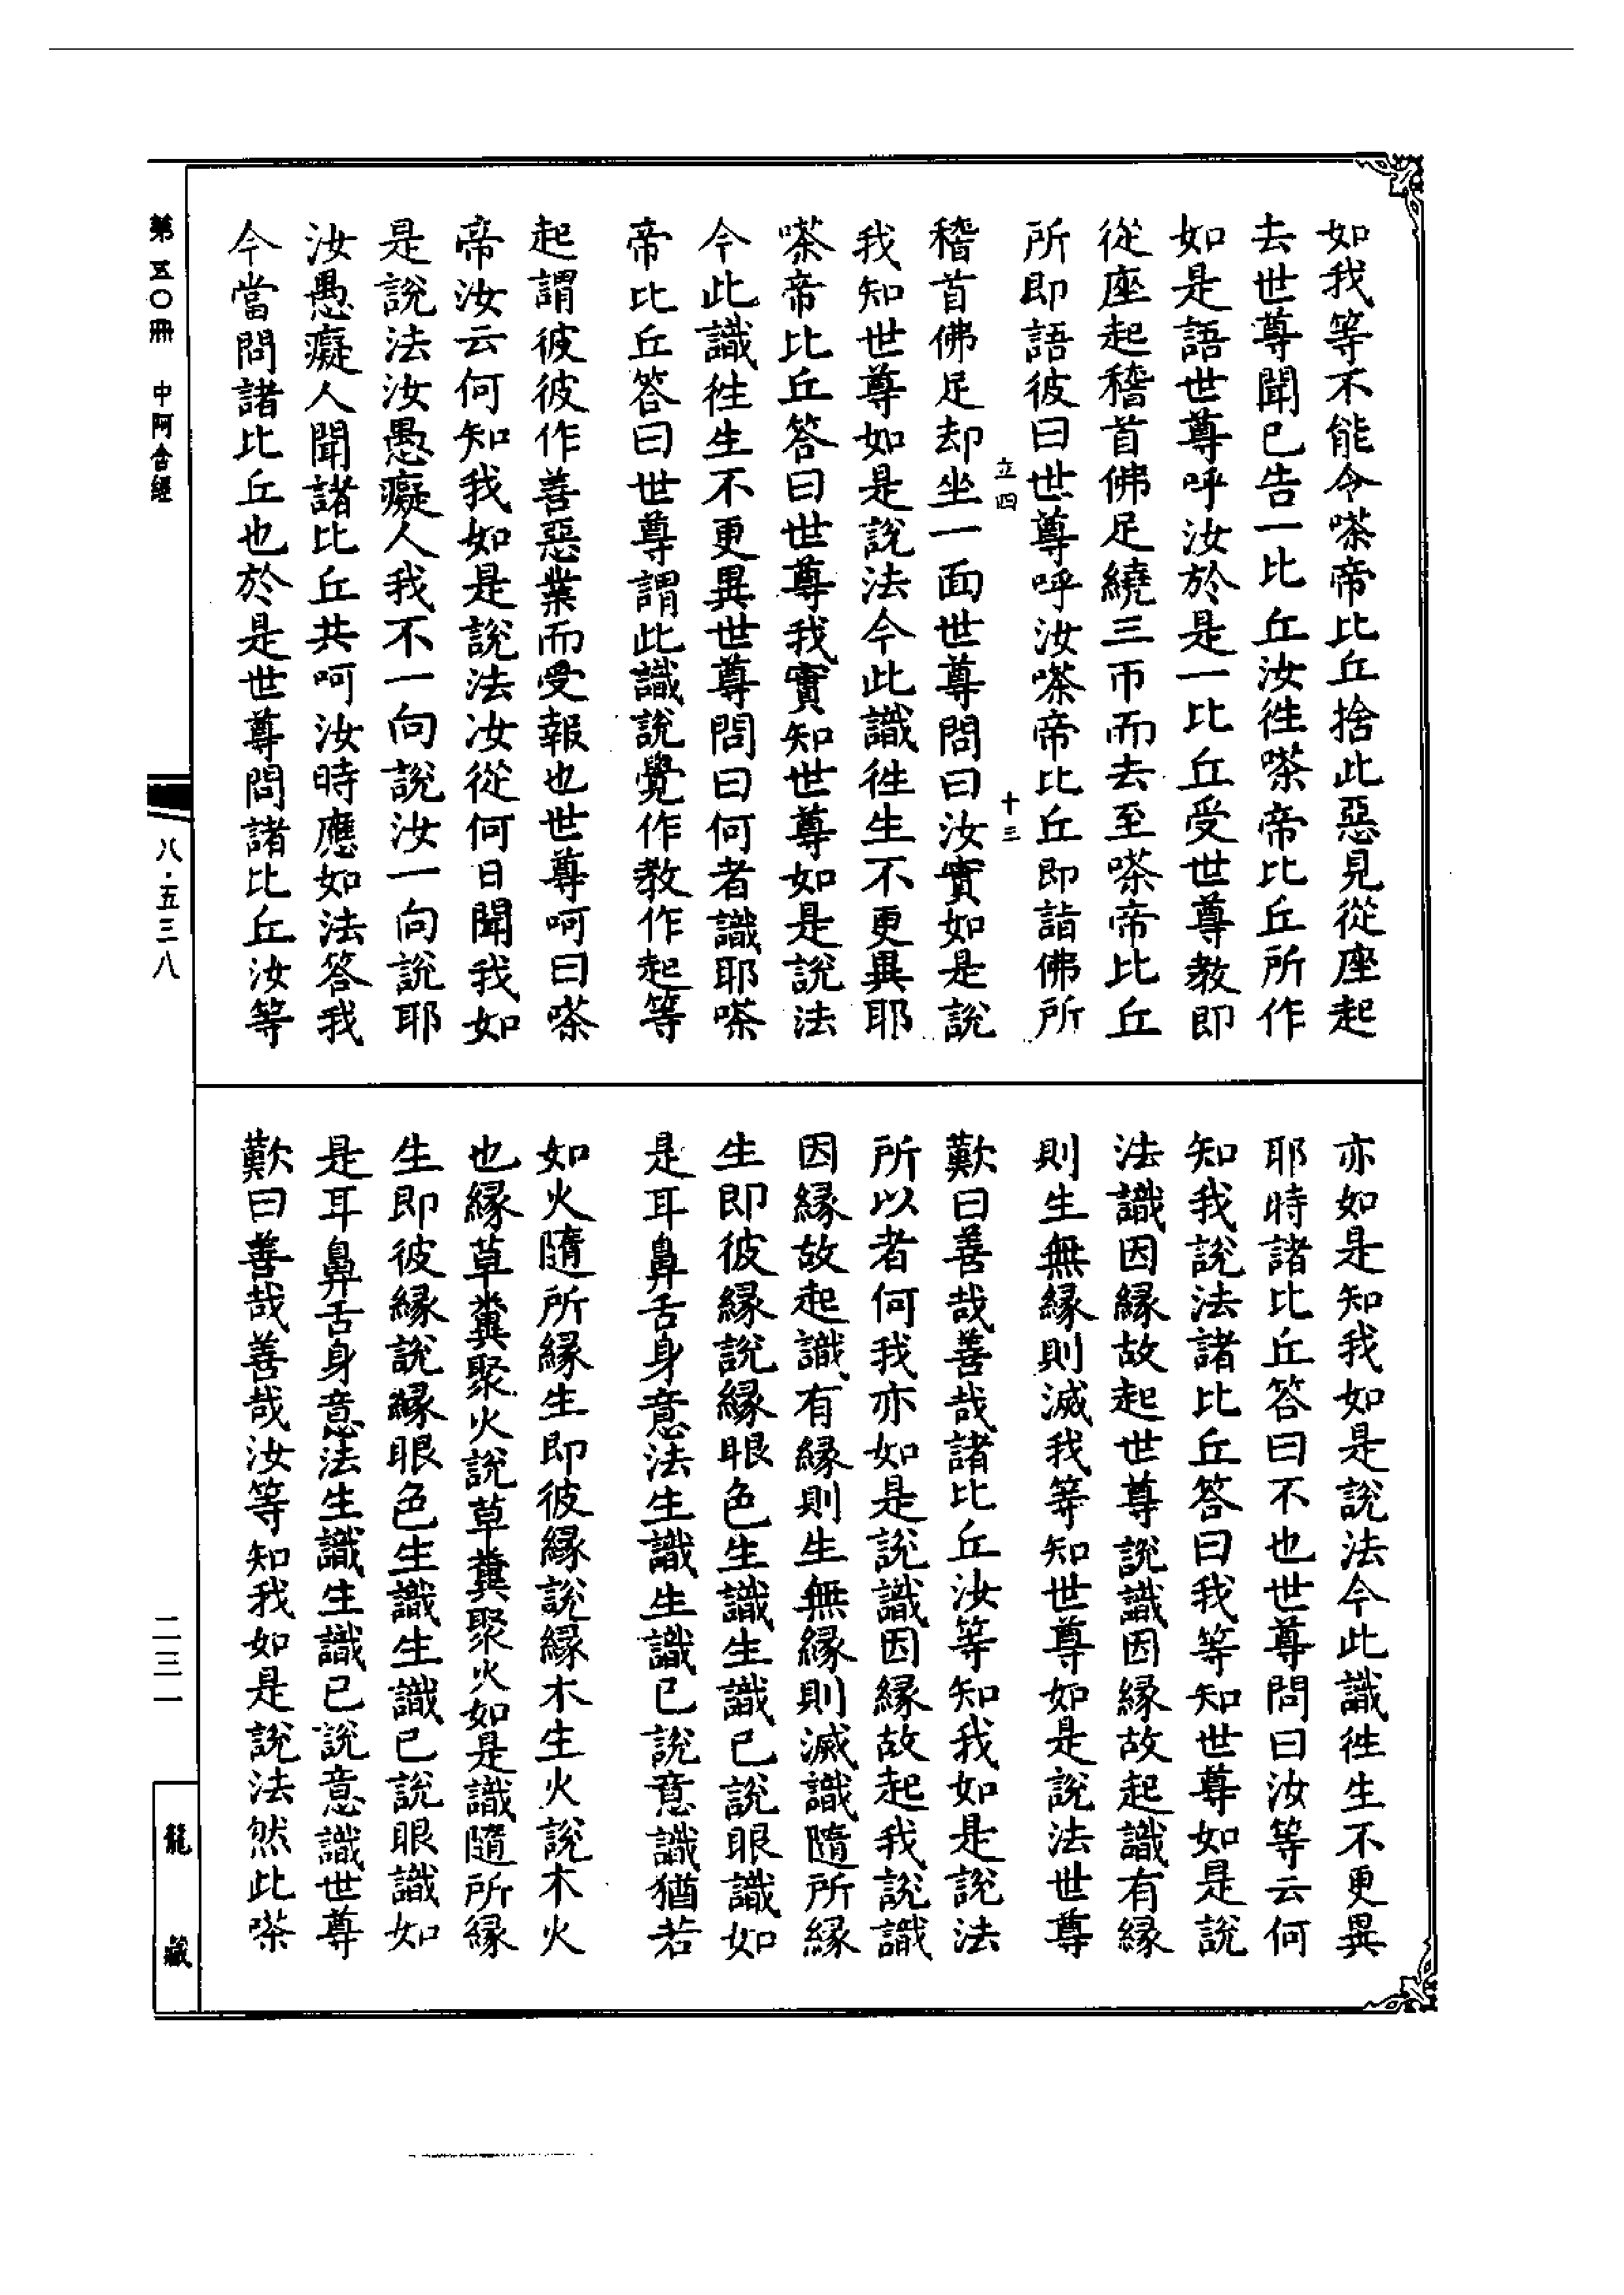 如我等不能令嗏帝比丘捨此惡見從座起
去世尊聞已告一比丘汝徃嗏帝比丘所作
如是語世尊呼汝於是一比丘受世尊教即
從座起稽首佛足繞三帀而去至嗏帝比丘
所即語彼曰世尊呼汝嗏帝比丘即詣佛所
立四 十三
稽首佛足却坐一面世尊問曰汝實如是說
我知世尊如是說法今此識徃生不更異耶
嗏帝比丘答曰世尊我實知世尊如是說法
今此識徃生不更異世尊問曰何者識耶嗏
帝比丘答曰世尊謂此識說覺作教作起等
起謂彼彼作善惡業而受報也世尊呵曰嗏
帝汝云何知我如是說法汝從何日聞我如
是說法汝愚癡人我不一向說汝一向說耶
汝愚癡人聞諸比丘共呵汝時應如法答我
今當問諸比丘也於是世尊問諸比丘汝等
亦如是知我如是說法今此識徃生不更異
耶時諸比丘答曰不也世尊問曰汝等云何
知我說法諸比丘答曰我等知世尊如是說
法識因緣故起世尊說識因緣故起識有緣
則生無緣則滅我等知世尊如是說法世尊
歎曰善哉善哉諸比丘汝等知我如是說法
所以者何我亦如是說識因緣故起我說識
因緣故起識有緣則生無緣則滅識隨所緣
生即彼緣說緣眼色生識生識已說眼識如
是耳鼻舌身意法生識生識已說意識猶若
如火隨所緣生即彼緣說緣木生火說木火
也緣草糞聚火說草糞聚火如是識隨所緣
生即彼緣說緣眼色生識生識已說眼識如
是耳鼻舌身意法生識生識已說意識世尊
歎曰善哉善哉汝等知我如是說法然此嗏
第五〇冊 中阿含經
八·五三八
二三一
龍藏